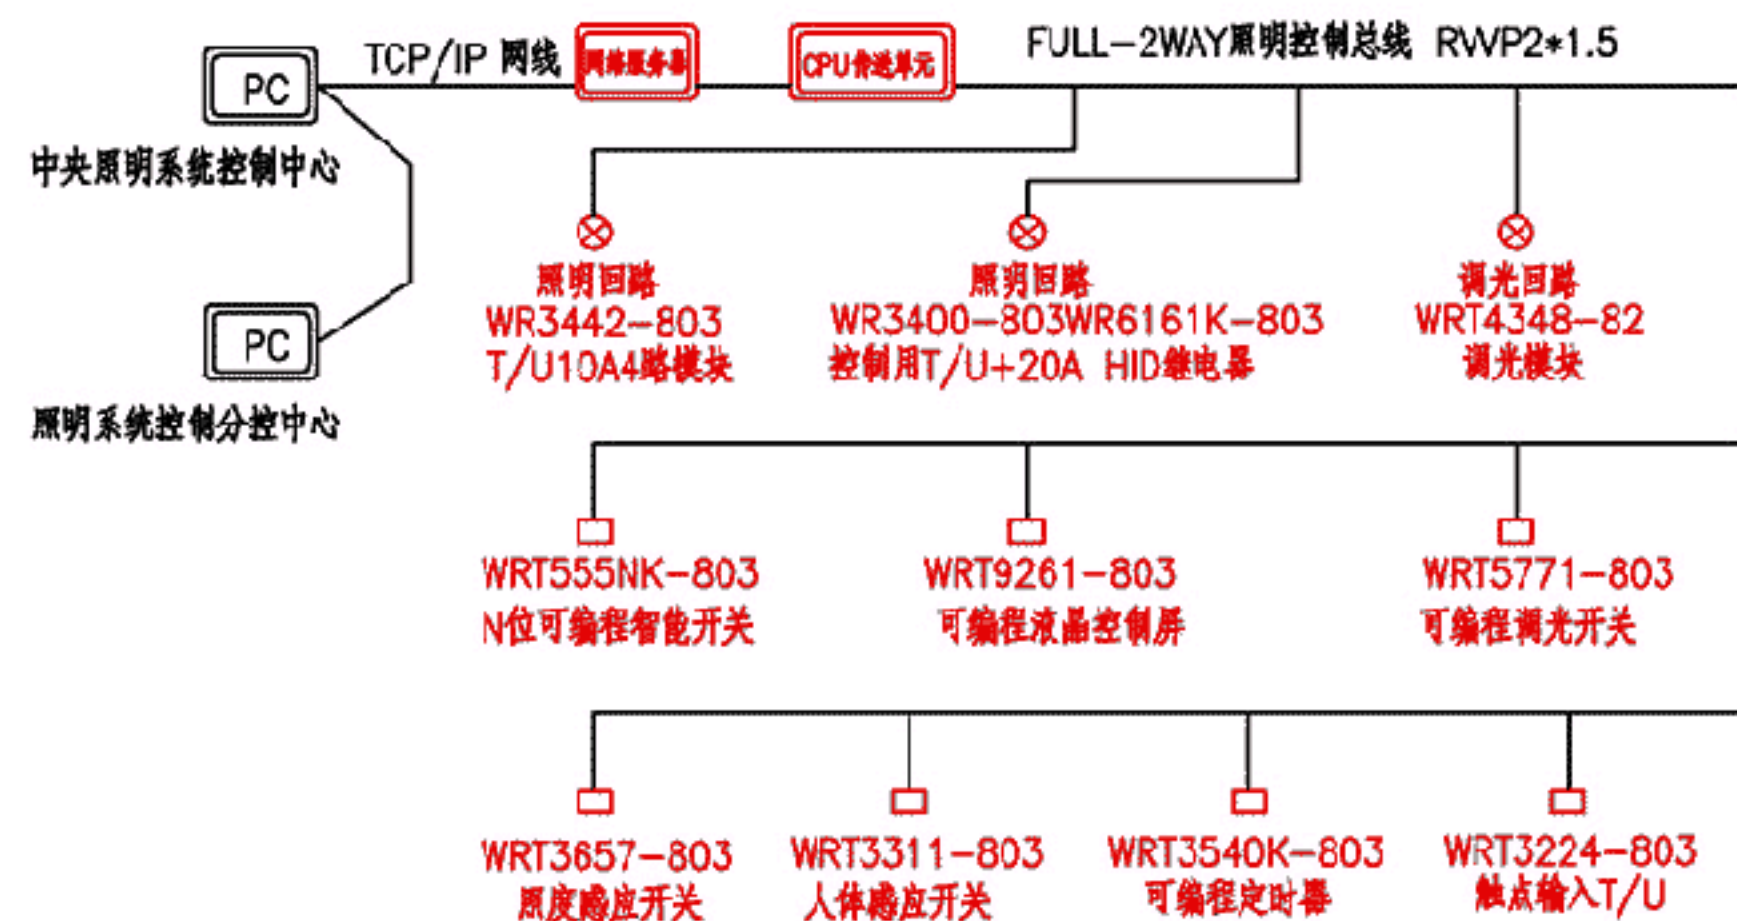 TCP/IP 网线
网络服务器
CPU传送单元
FULL-2WAY照明控制总线 RVVP2*1.5
PC
中央照明系统控制中心
照明回路
WR3442-803
T/U10A4路模块
照明回路
WR3400-803WR6161K-803
控制用T/U+20A HID继电器
调光回路
WRT4348-82
调光模块
PC
照明系统控制分控中心
WRT555NK-803
N位可编程智能开关
WRT9261-803
可编程液晶控制屏
WRT5771-803
可编程调光开关
WRT3657-803
照度感应开关
WRT3311-803
人体感应开关
WRT3540K-803
可编程定时器
WRT3224-803
触点输入T/U